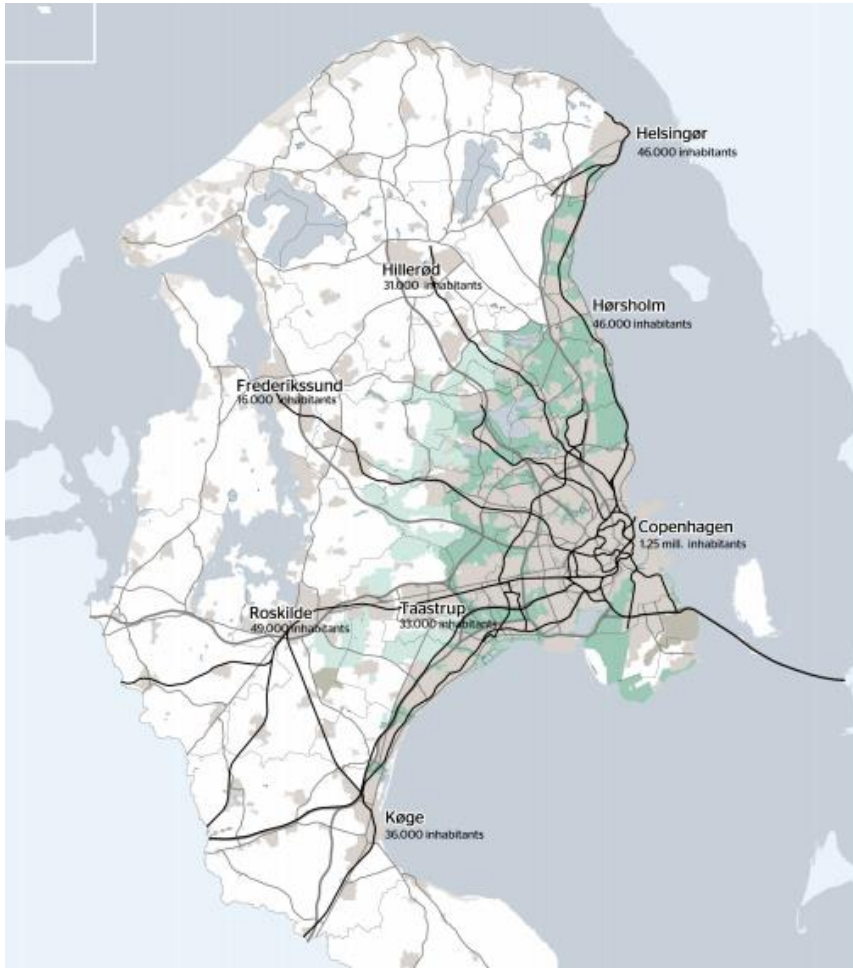 Helsingør
46.000 inhabitants
Hillerød
31.000 inhabitants
Hørsholm
46.000 inhabitants
Frederikssund
16.000 inhabitants
Copenhagen
1.25 mill. inhabitants
Roskilde
49.000 inhabitants
Taastrup
33.000 inhabitants
Køge
36.000 inhabitants